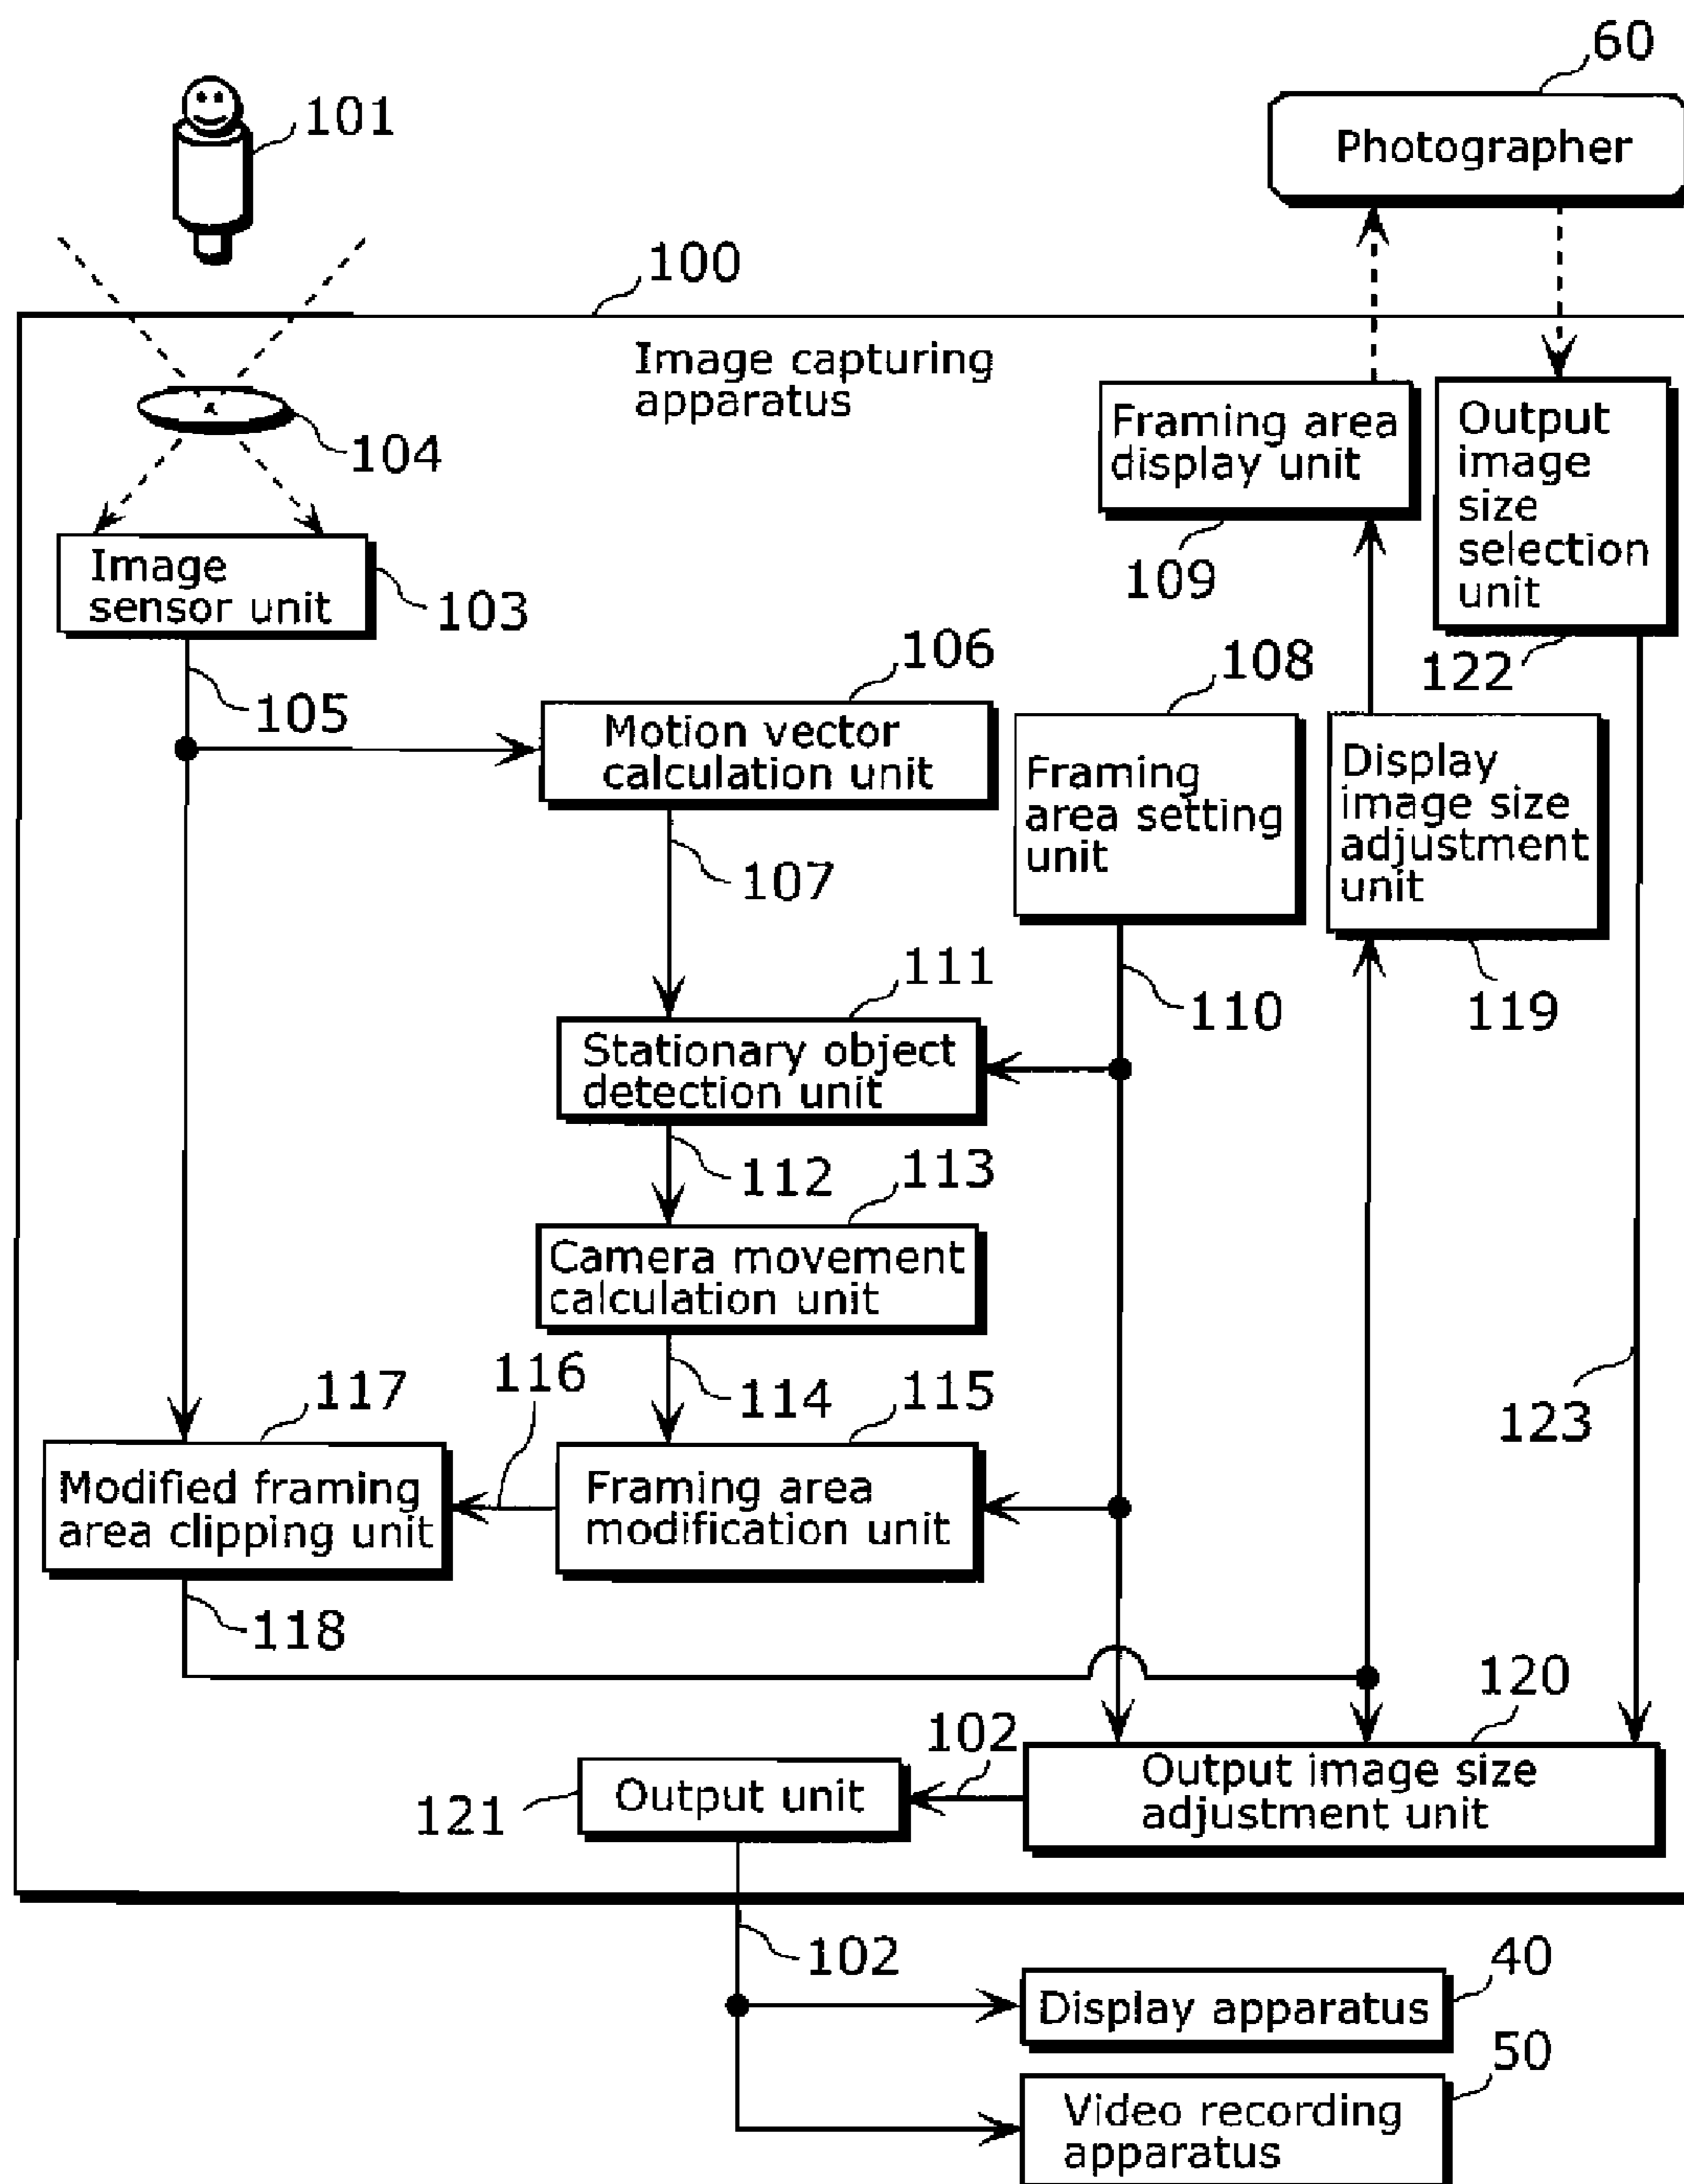 60
Photographer
101
100
Image capturing
apparatus
104
Framing area
display unit
109
Output
image
size
selection
unit
122
Image
sensor unit
103
105
106
Motion vector
calculation unit
107
108
Framing
area setting
unit
110
Display
image size
adjustment
unit
119
111
Stationary object
detection unit
112
113
Camera movement
calculation unit
114
116
115
117
Modified framing
area clipping unit
Framing area
modification unit
123
118
120
102
Output image size
adjustment unit
Output unit
121
102
40
Display apparatus
50
Video recording
apparatus